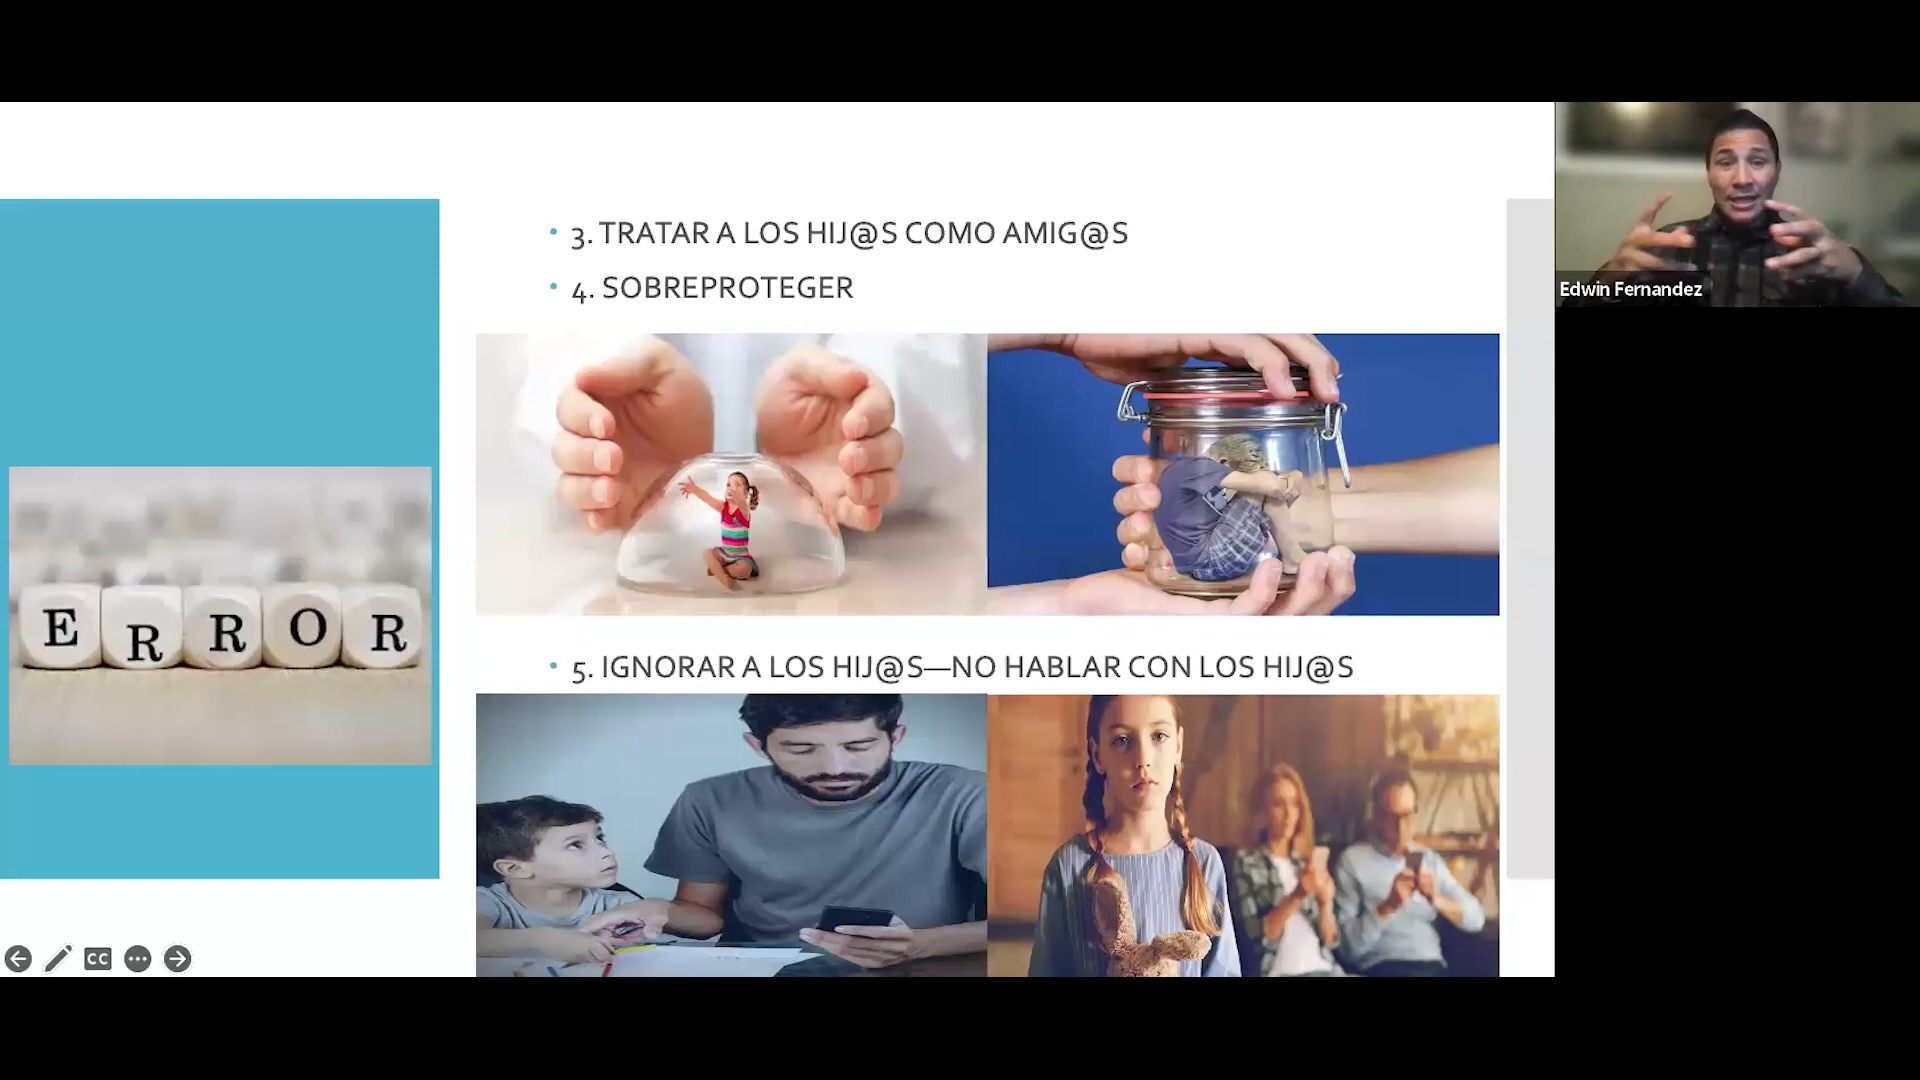 3. TRATAR A LOS HIJ@S COMO AMIG@S
4. SOBREPROTEGER
ERROR
5. IGNORAR A LOS HIJ@S—NO HABLAR CON LOS HIJ@S
CC
Edwin Fernandez